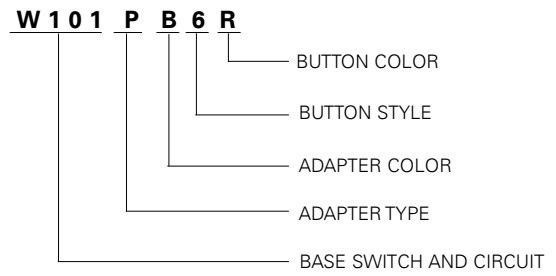 W101 P B 6 R
BUTTON COLOR
BUTTON STYLE
ADAPTER COLOR
ADAPTER TYPE
BASE SWITCH AND CIRCUIT